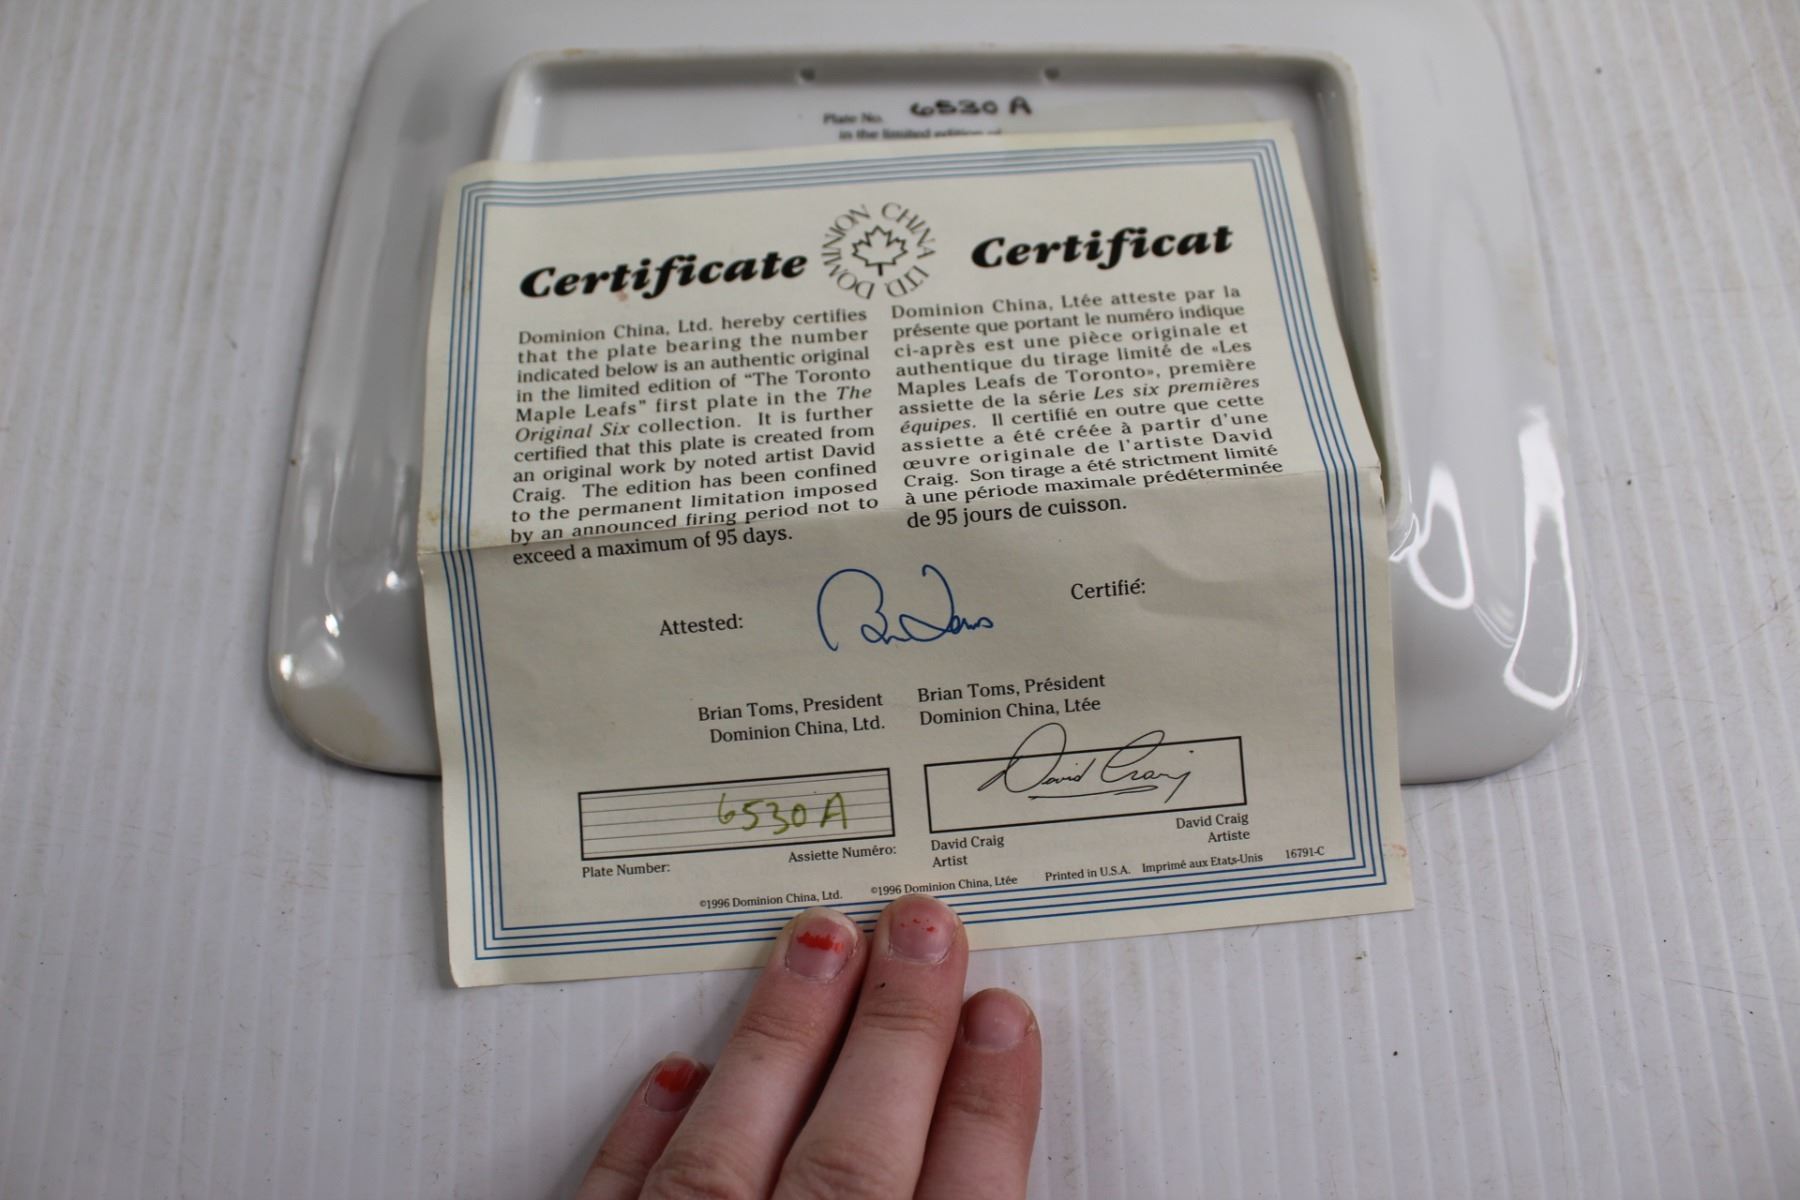 Plate No. 6530 A
in the limited edition of
Certificate
DOMINION CHINA LTD.
Certificat
Dominion China, Ltd. hereby certifies
that the plate bearing the number
indicated below is an authentic original
in the limited edition of "The Toronto
Maple Leafs" first plate in the The
Original Six collection. It is further
certified that this plate is created from
an original work by noted artist David
Craig. The edition has been confined
to the permanent limitation imposed
by an announced firing period not to
exceed a maximum of 95 days.
Dominion China, Ltée atteste par la
présente que portant le numéro indique
ci-après est une pièce originale et
authentique du tirage limité de «Les
Maples Leafs de Toronto», première
assiette de la série Les six premières
équipes. Il certifié en outre que cette
assiette a été créée à partir d'une
œuvre originale de l'artiste David
Craig. Son tirage a été strictment limité
à une période maximale prédéterminée
de 95 jours de cuisson.
Attested:
Certifié:
Brian Toms, President
Dominion China, Ltd.
Brian Toms, Président
Dominion China, Ltée
6530 A
Plate Number:
Assiette Numéro:
David Craig
David Craig
Artist
David Craig
Artiste
©1996 Dominion China, Ltd.
©1996 Dominion China, Ltée
Printed in U.S.A. Imprimé aux Etats-Unis
16791-C